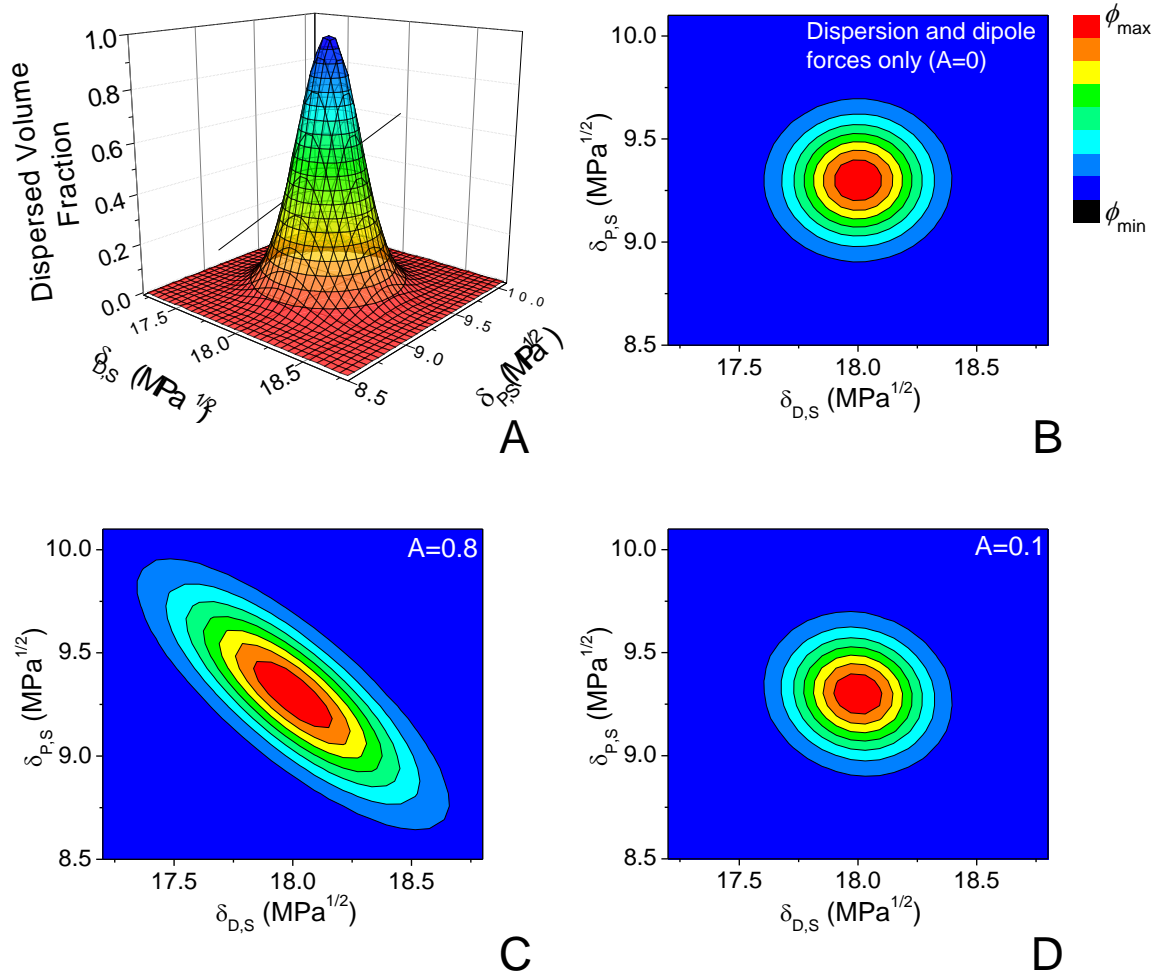 Dispersed Volume
Fraction
1.0
0.8
0.6
0.4
0.2
0.0
17.5
18.0
18.5
δD,S (MPa1/2)
8.5
9.0
9.5
10.0
δP,S (MPa1/2)
A
Dispersion and dipole
forces only (A=0)
10.0
9.5
9.0
8.5
δP,S (MPa1/2)
17.5 18.0 18.5
δD,S (MPa1/2)
B
ϕmax
ϕmin
A=0.8
10.0
9.5
9.0
8.5
δP,S (MPa1/2)
17.5 18.0 18.5
δD,S (MPa1/2)
C
A=0.1
10.0
9.5
9.0
8.5
δP,S (MPa1/2)
17.5 18.0 18.5
δD,S (MPa1/2)
D